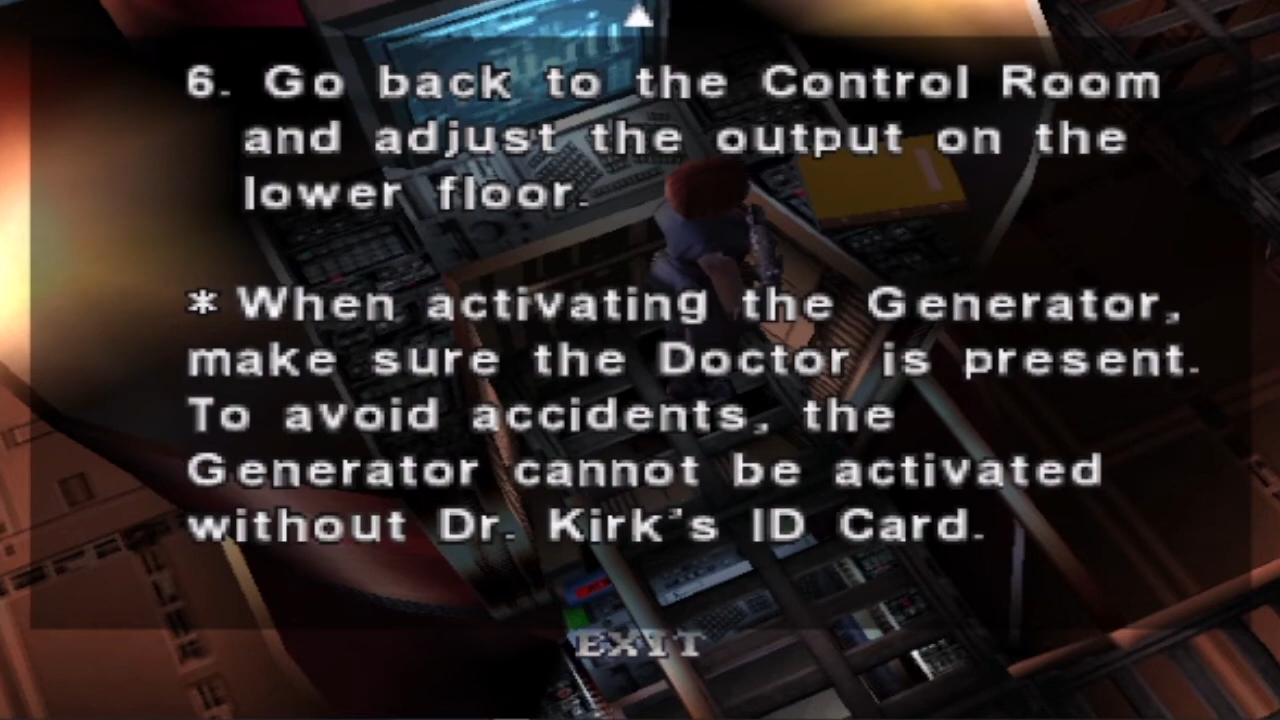 6. Go back to the Control Room
and adjust the output on the
lower floor.
* When activating the Generator,
make sure the Doctor is present.
To avoid accidents, the
Generator cannot be activated
without Dr. Kirk's ID Card.
EXIT